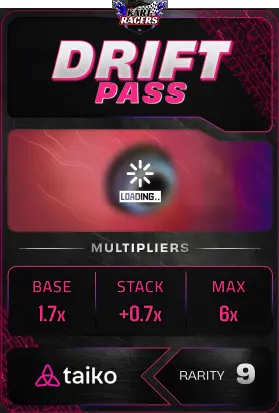 RACERS
DRIFT
PASS
LOADING..
MULTIPLIERS
BASE STACK MAX
1.7x +0.7x 6x
taiko RARITY 9